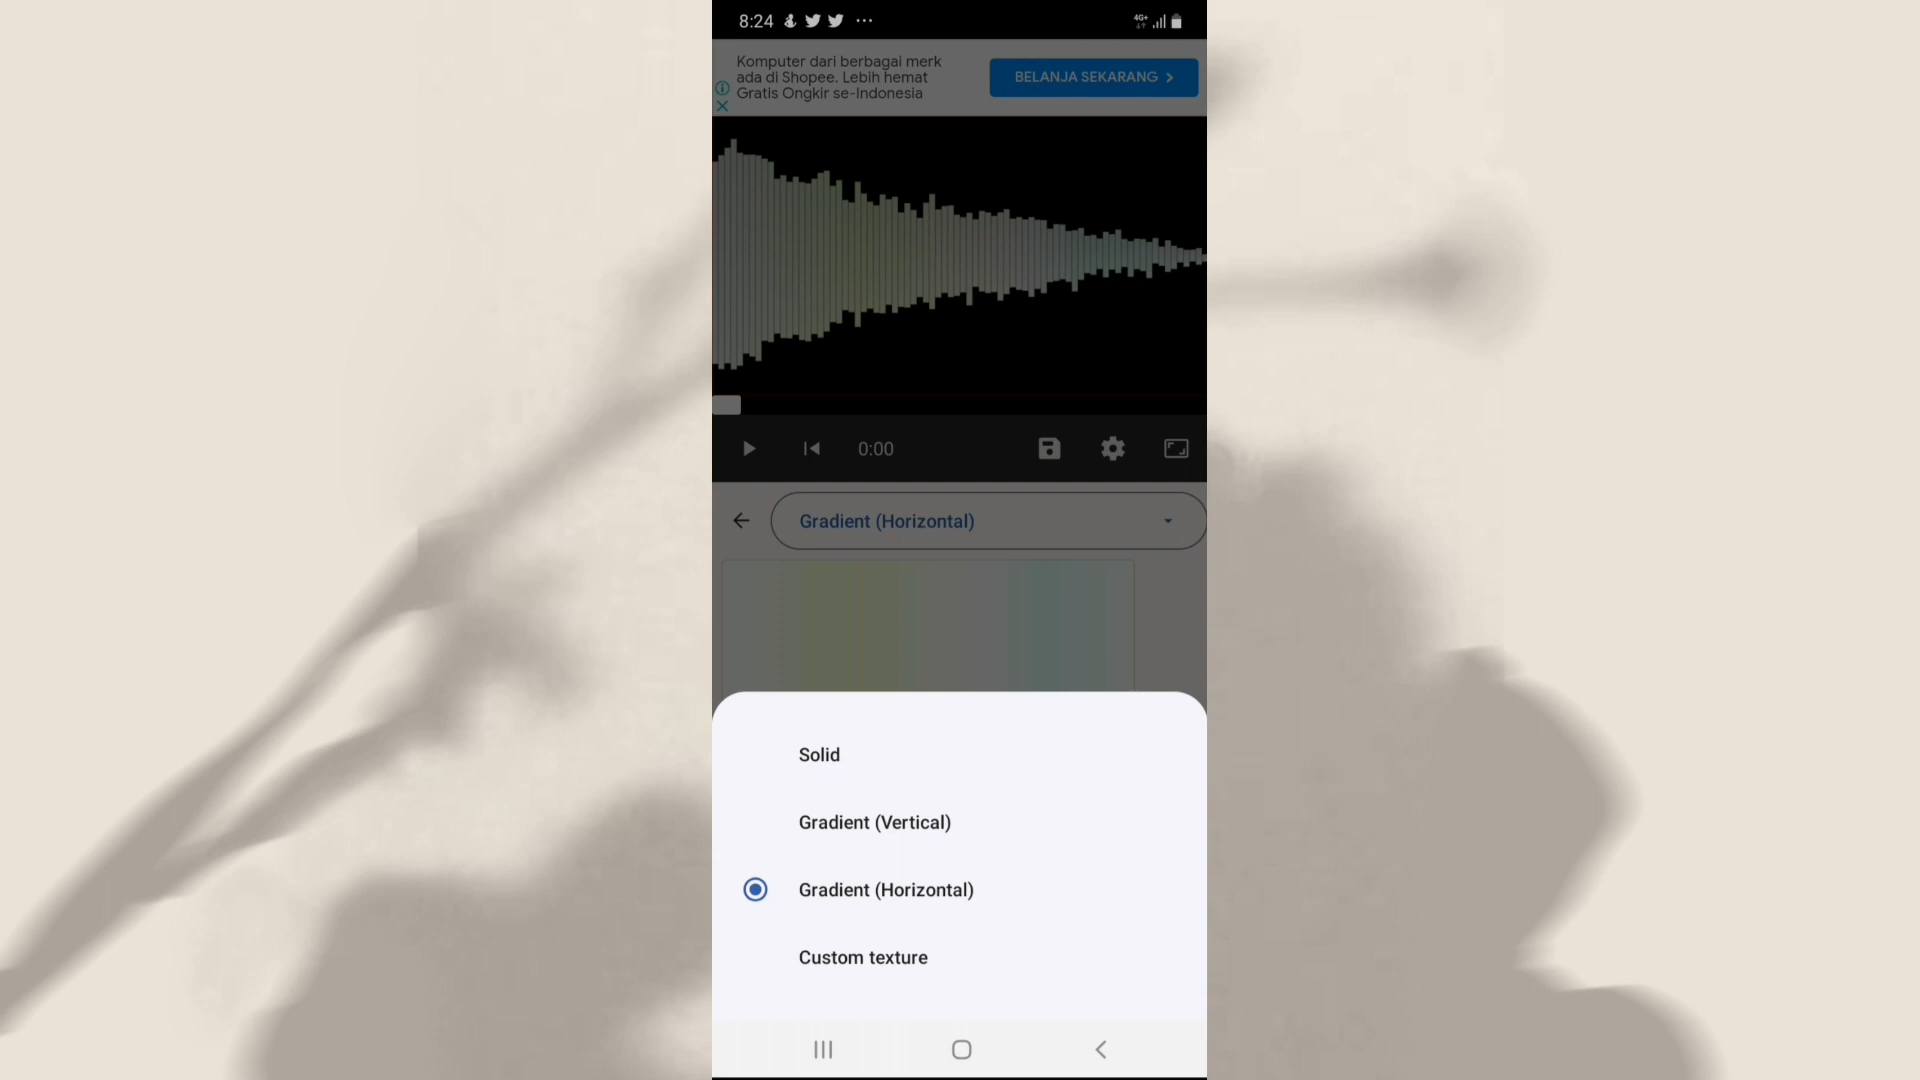 8:24
4G+
Komputer dari berbagai merk
ada di Shopee. Lebih hemat
Gratis Ongkir se-Indonesia
BELANJA SEKARANG
0:00
Gradient (Horizontal)
Solid
Gradient (Vertical)
Gradient (Horizontal)
Custom texture